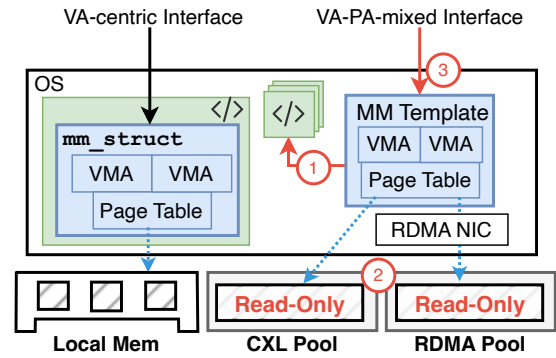 VA-centric Interface
VA-PA-mixed Interface
OS
</>
</>
3
MM Template
mm_struct
VMA VMA
VMA VMA
1
Page Table
Page Table
RDMA NIC
2
Read-Only
Read-Only
Local Mem
CXL Pool
RDMA Pool